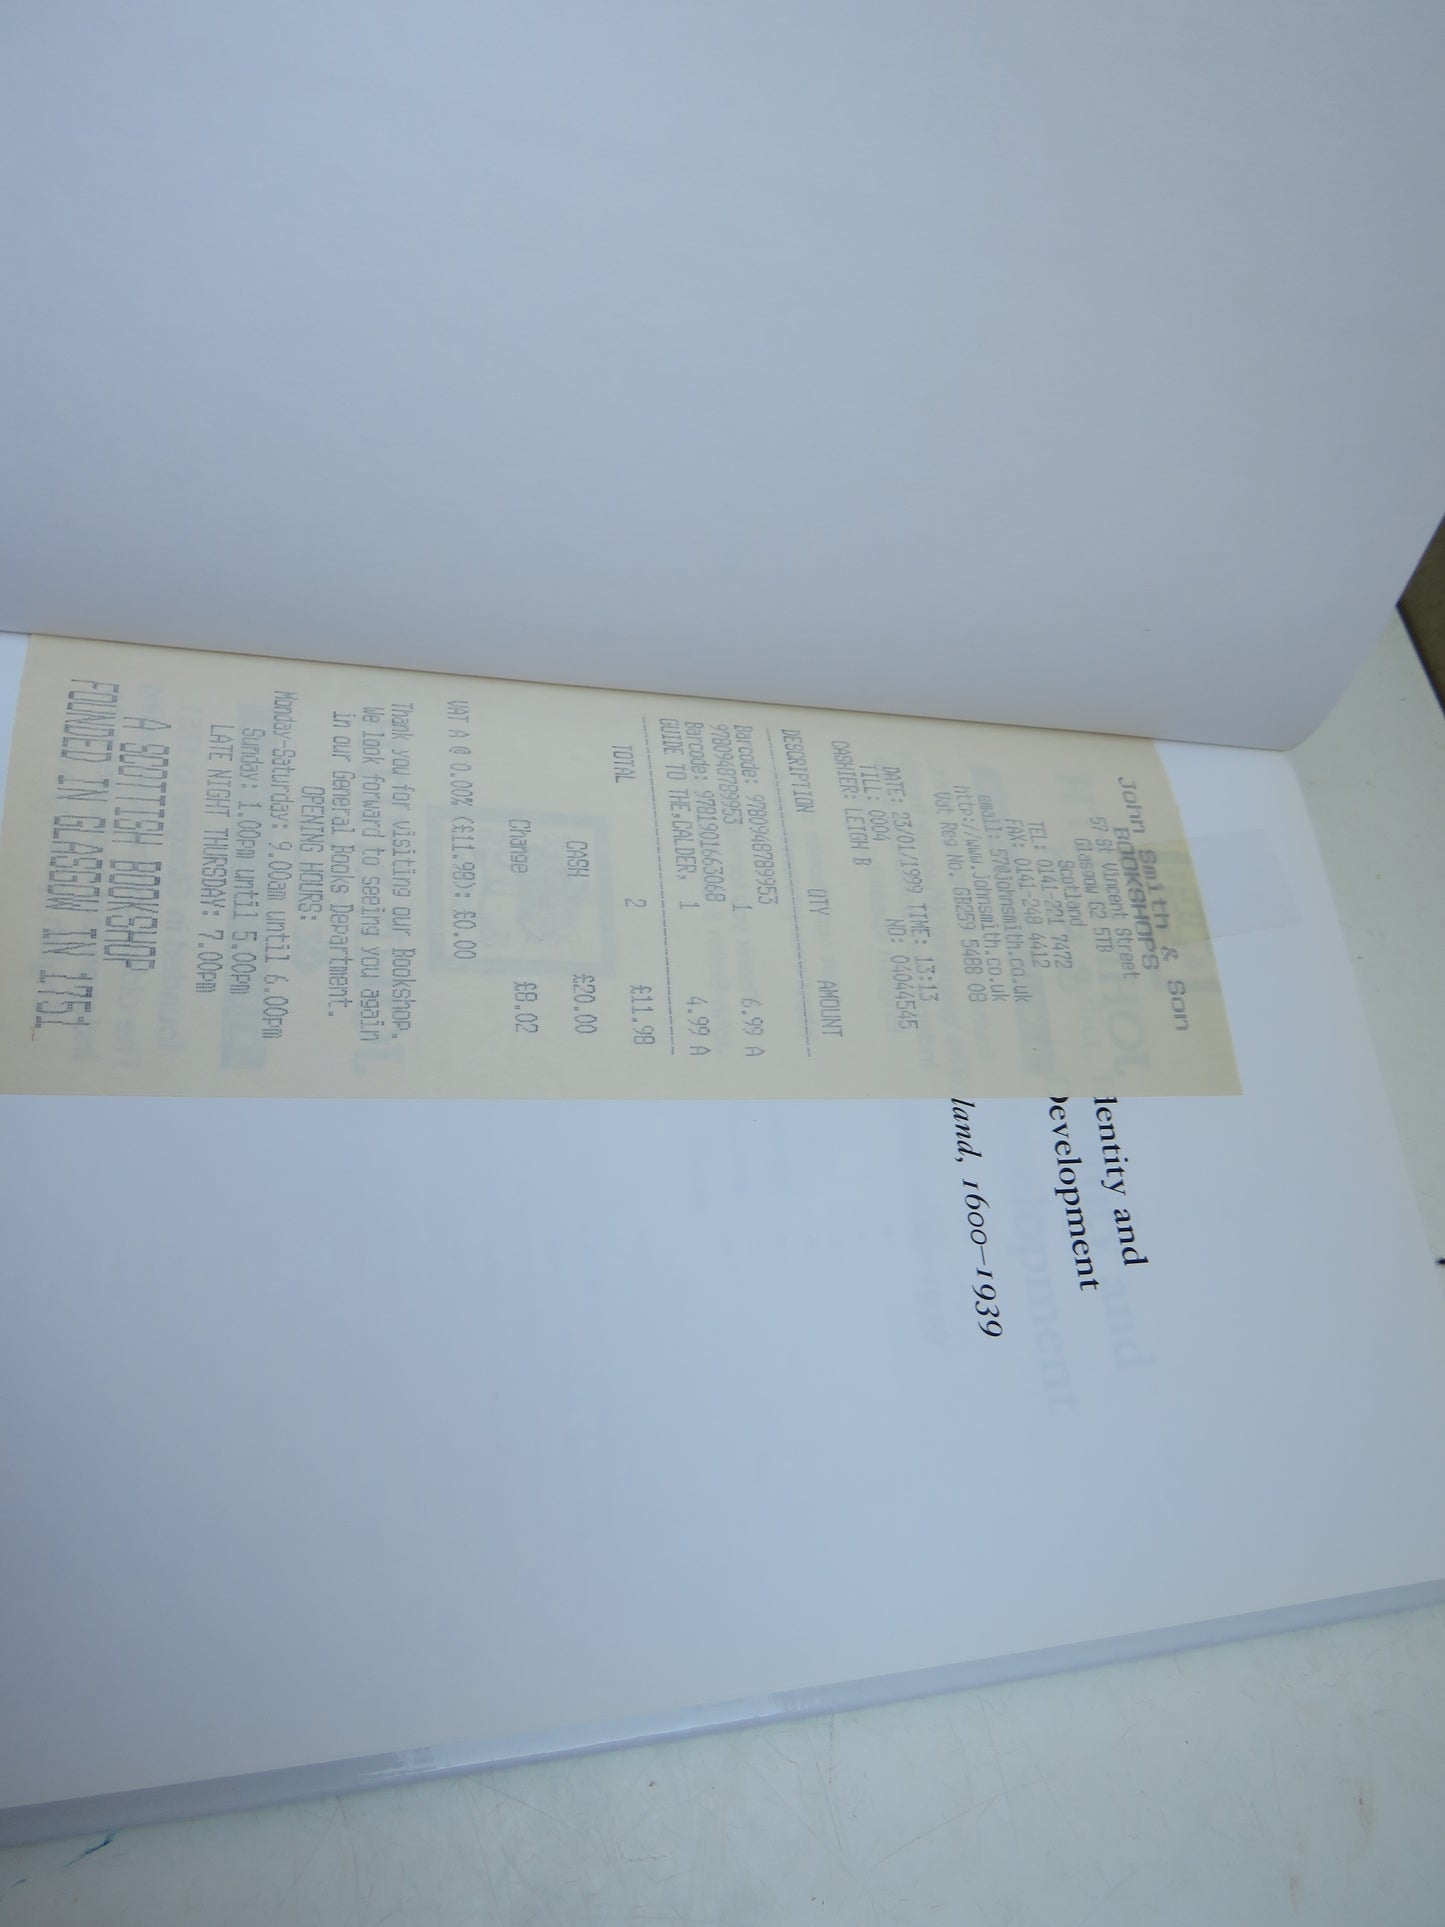 John Smith & Son
BOOKSHOPS
57 St Vincent Street
Glasgow G2 5TB
Scotland
TEL: 0141-221 7472
FAX: 0141-248 4412
email:57@johnsmith.co.uk
http://www.johnsmith.co.uk
Vat Reg No. GB259 5488 08
DATE: 23/01/1999 TIME: 13:13
TILL: 0004 NO: 04044545
CASHIER: LEIGH B
DESCRIPTION QTY AMOUNT
Barcode: 9780948789953
9780948789953 1 6.99 A
Barcode: 9781901663068
GUIDE TO THE,CALDER, 1 4.99 A
TOTAL 2 £11.98
CASH £20.00
Change £8.02
VAT A @ 0.00% (£11.98): £0.00
Thank you for visiting our Bookshop.
We look forward to seeing you again
in our General Books Department.
OPENING HOURS:
Monday-Saturday: 9.00am until 6.00pm
Sunday: 1.00pm until 5.00pm
LATE NIGHT THURSDAY: 7.00pm
A SCOTTISH BOOKSHOP
FOUNDED IN GLASGOW IN 1751
dentity and
Development
land, 1600–1939